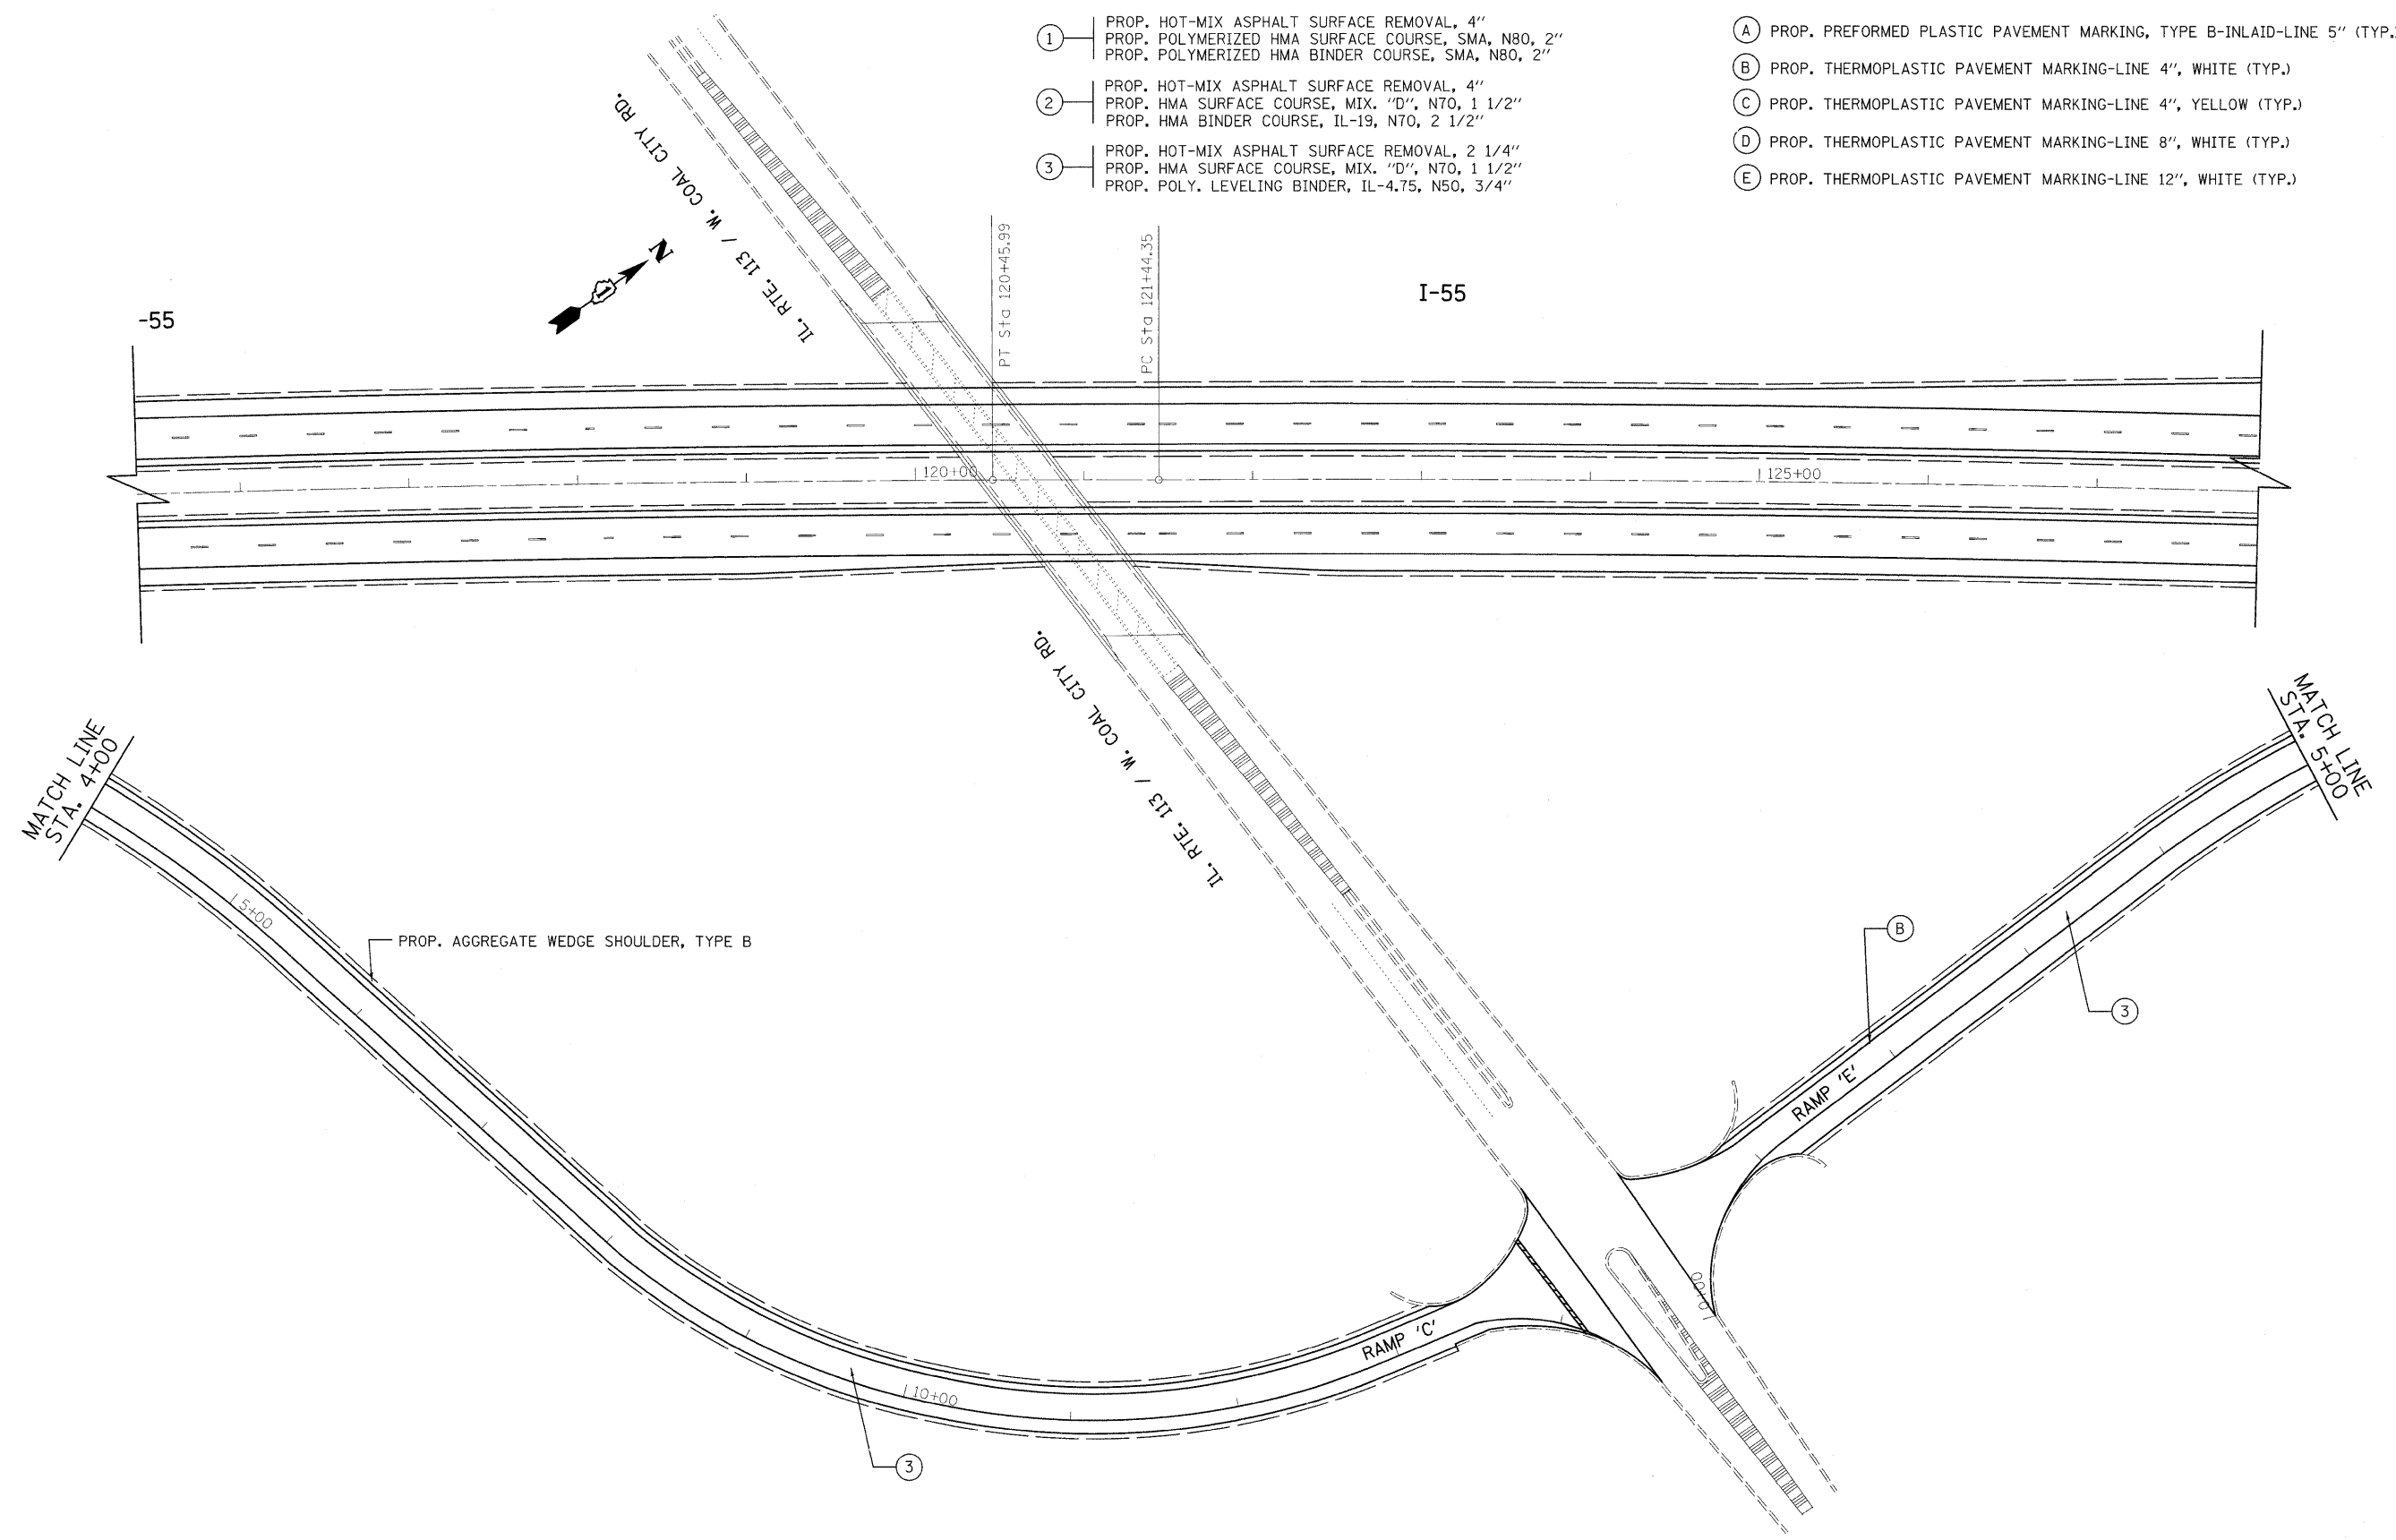 ① PROP. HOT-MIX ASPHALT SURFACE REMOVAL, 4"
PROP. POLYMERIZED HMA SURFACE COURSE, SMA, N80, 2"
PROP. POLYMERIZED HMA BINDER COURSE, SMA, N80, 2"
② PROP. HOT-MIX ASPHALT SURFACE REMOVAL, 4"
PROP. HMA SURFACE COURSE, MIX. "D", N70, 1 1/2"
PROP. HMA BINDER COURSE, IL-19, N70, 2 1/2"
③ PROP. HOT-MIX ASPHALT SURFACE REMOVAL, 2 1/4"
PROP. HMA SURFACE COURSE, MIX. "D", N70, 1 1/2"
PROP. POLY. LEVELING BINDER, IL-4.75, N50, 3/4"
Ⓐ PROP. PREFORMED PLASTIC PAVEMENT MARKING, TYPE B-INLAID-LINE 5" (TYP.)
Ⓑ PROP. THERMOPLASTIC PAVEMENT MARKING-LINE 4", WHITE (TYP.)
Ⓒ PROP. THERMOPLASTIC PAVEMENT MARKING-LINE 4", YELLOW (TYP.)
Ⓓ PROP. THERMOPLASTIC PAVEMENT MARKING-LINE 8", WHITE (TYP.)
Ⓔ PROP. THERMOPLASTIC PAVEMENT MARKING-LINE 12", WHITE (TYP.)
IL. RTE. 113 / W. COAL CITY RD.
N
1
PT Sta 120+45.99
PC Sta 121+44.35
-55
I-55
120+00
125+00
IL. RTE. 113 / W. COAL CITY RD.
MATCH LINE
STA. 4+00
MATCH LINE
STA. 5+00
5+00
PROP. AGGREGATE WEDGE SHOULDER, TYPE B
Ⓑ
③
RAMP 'E'
0+00
RAMP 'C'
10+00
③